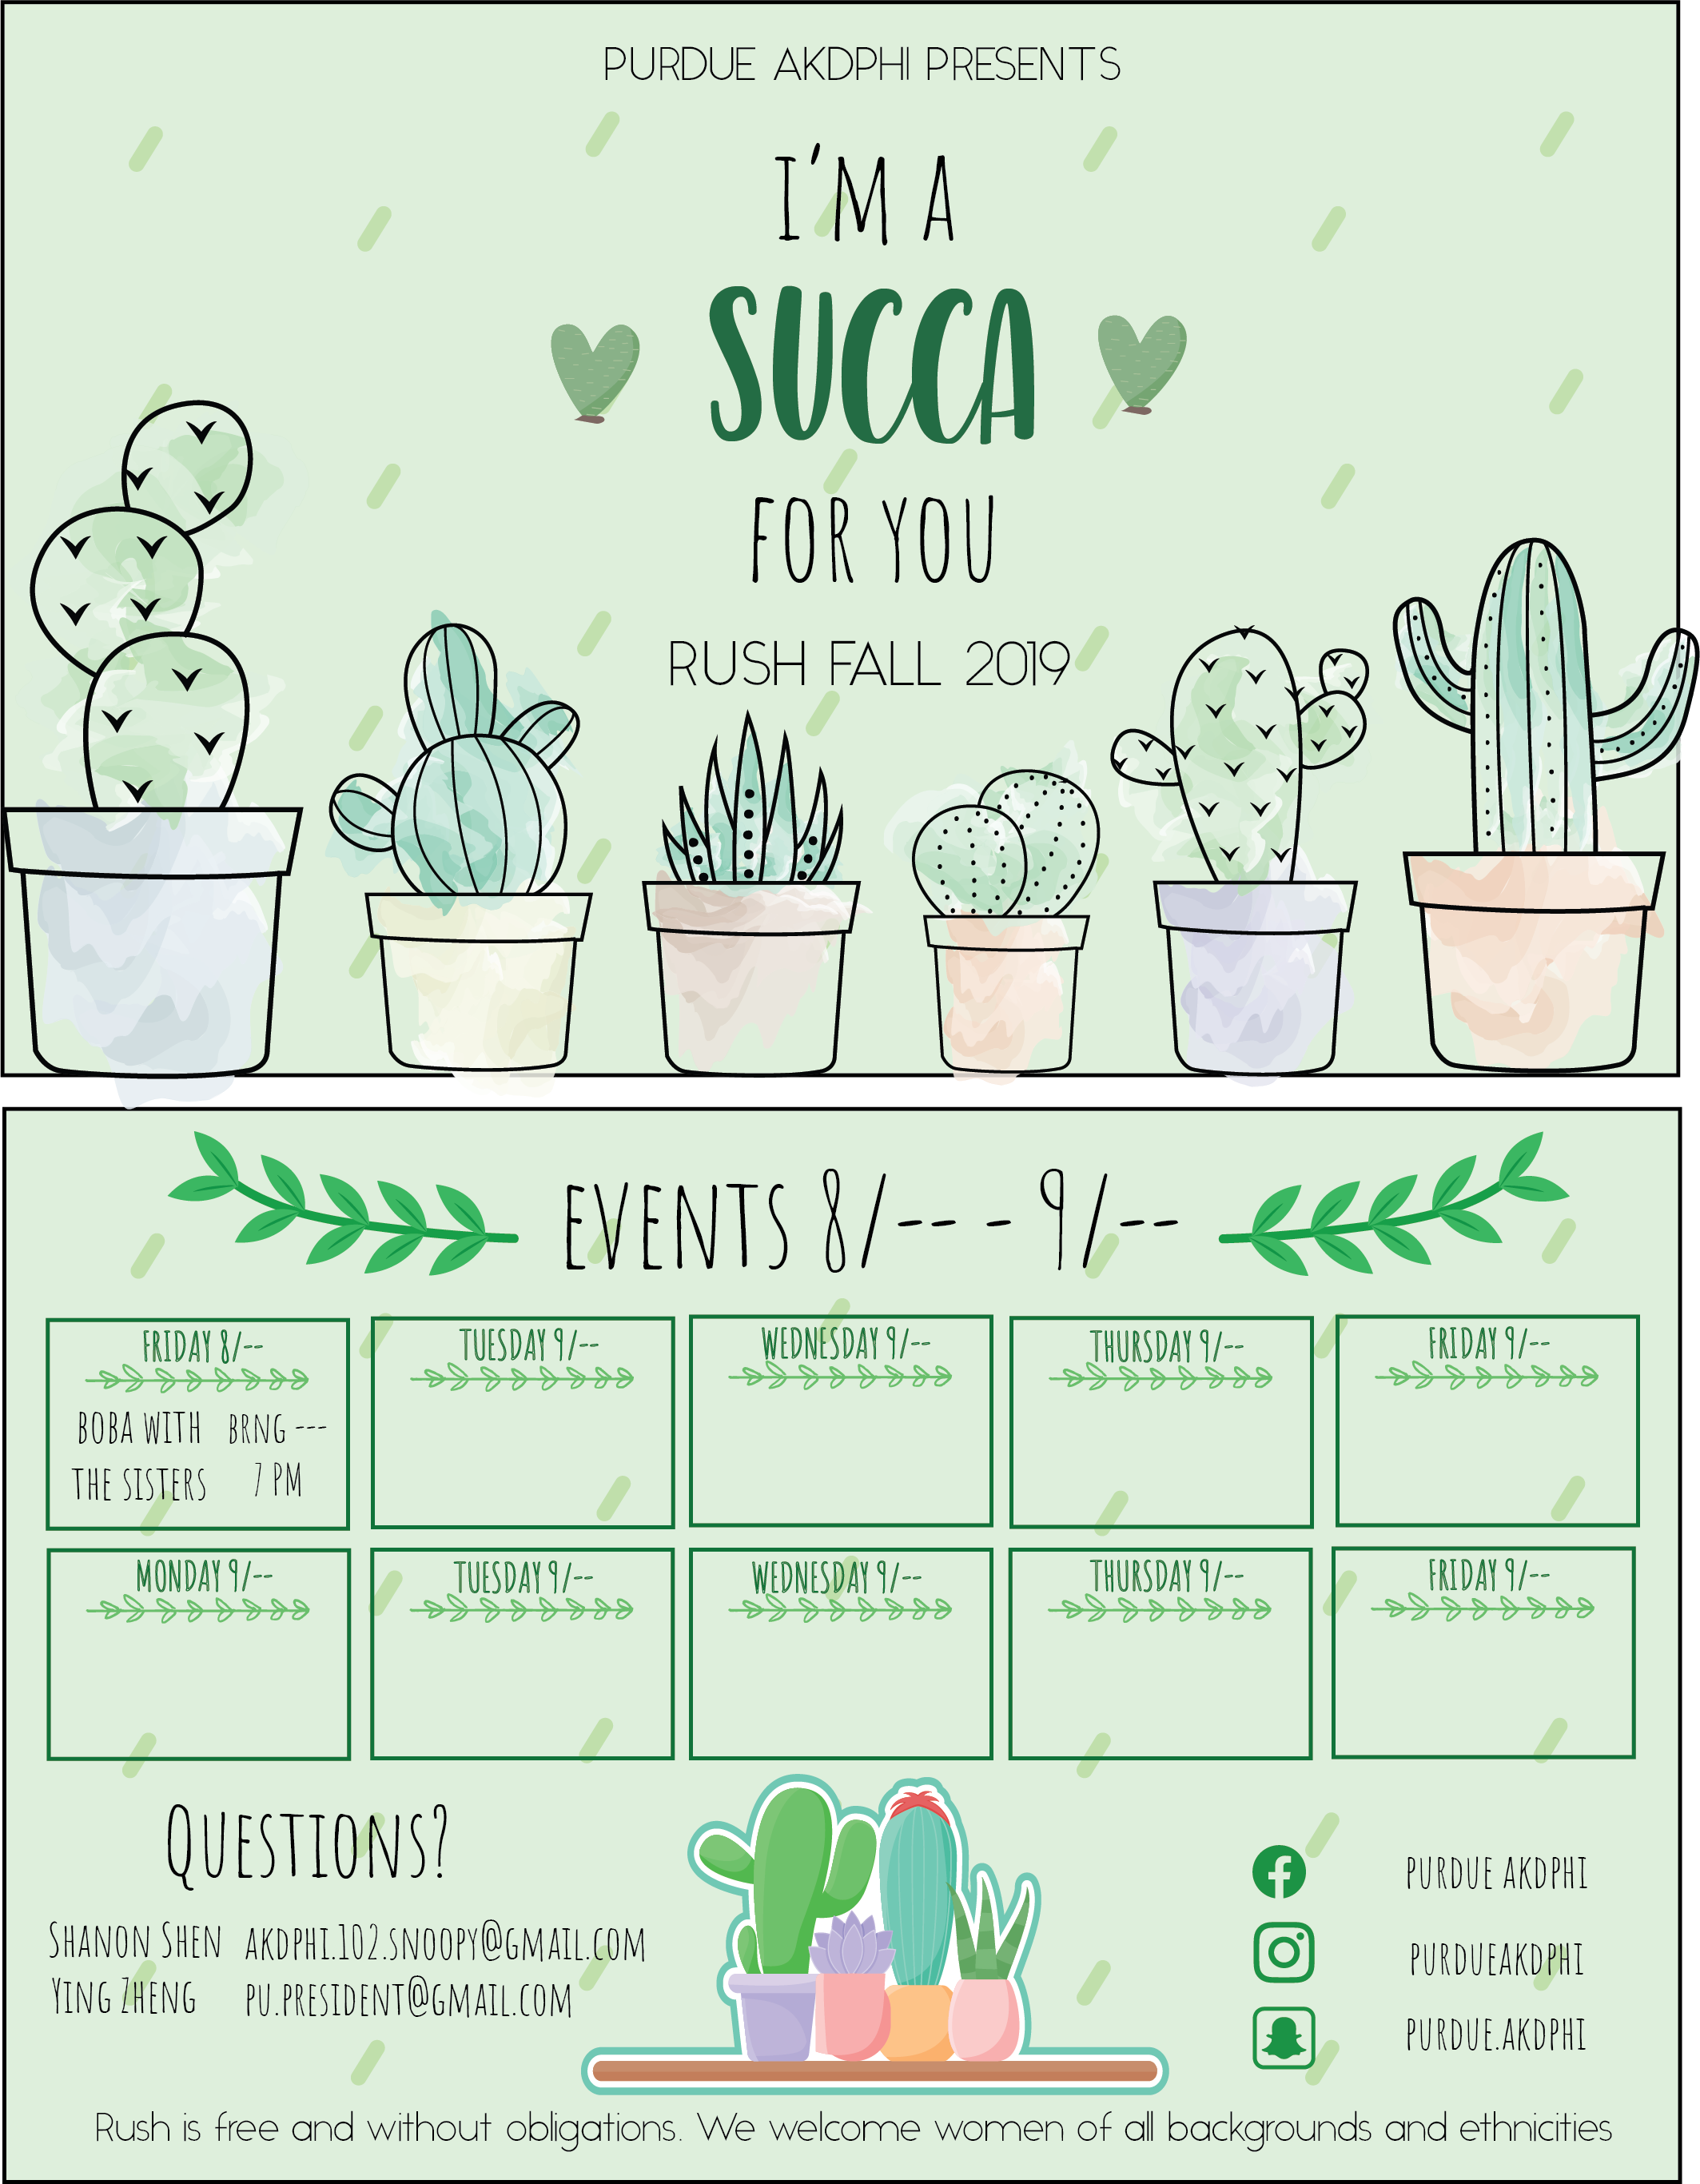 PURDUE AKDPHI PRESENTS
I'M A
SUCCA
FOR YOU
RUSH FALL 2019
EVENTS 8/-- - 9/--
FRIDAY 8/--
BOBA WITH BRNG ---
THE SISTERS 7 PM
TUESDAY 9/--
WEDNESDAY 9/--
THURSDAY 9/--
FRIDAY 9/--
MONDAY 9/--
TUESDAY 9/--
WEDNESDAY 9/--
THURSDAY 9/--
FRIDAY 9/--
QUESTIONS?
SHANON SHEN AKDPHI.102.SNOOPY@GMAIL.COM
YING ZHENG PU.PRESIDENT@GMAIL.COM
PURDUE AKDPHI
PURDUEAKDPHI
PURDUE.AKDPHI
Rush is free and without obligations. We welcome women of all backgrounds and ethnicities